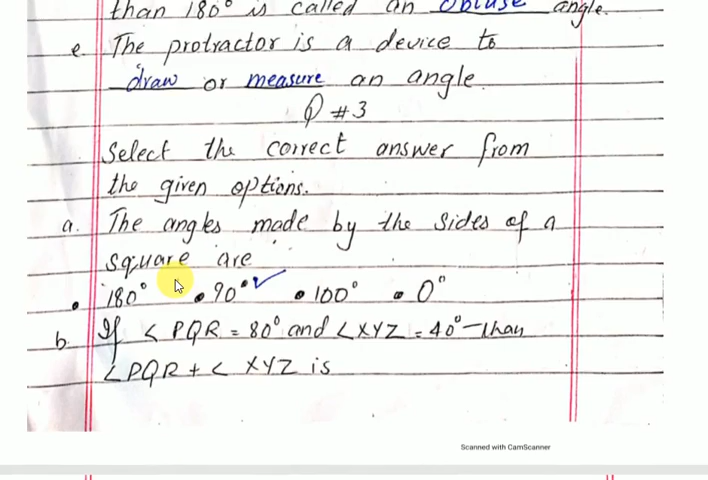 than 180° is called an obtuse angle.
e. The protractor is a device to
draw or measure an angle.
Q #3
Select the correct answer from
the given options.
a. The angles made by the sides of a
square are
• 180° • 90° ✓ • 100° • 0°
b. If < PQR = 80° and < XYZ = 40° than
< PQR + < XYZ is
Scanned with CamScanner